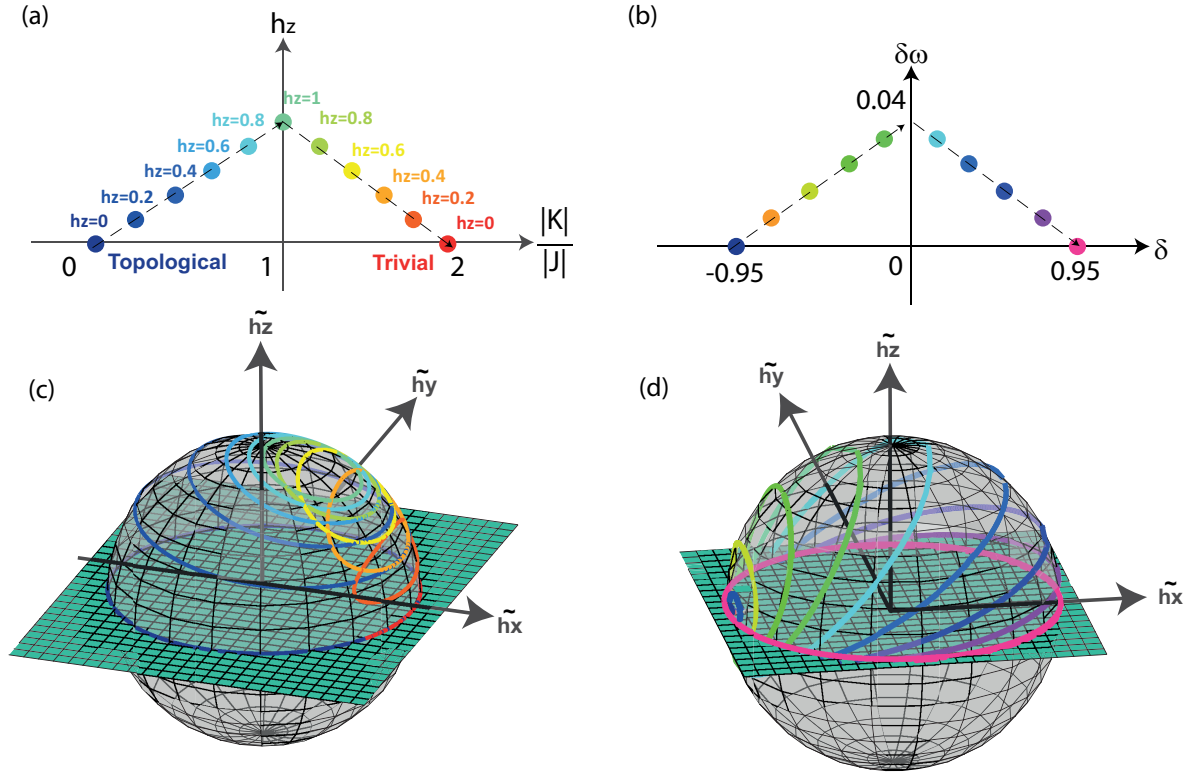 (a)
hz
hz=1
hz=0.8
hz=0.8
hz=0.6
hz=0.6
hz=0.4
hz=0.4
hz=0.2
hz=0.2
hz=0
hz=0
|K|
|J|
0
Topological
1
Trivial
2
(b)
δω
0.04
-0.95
0
0.95
δ
(c)
h̃z
h̃y
h̃x
(d)
h̃z
h̃y
h̃x